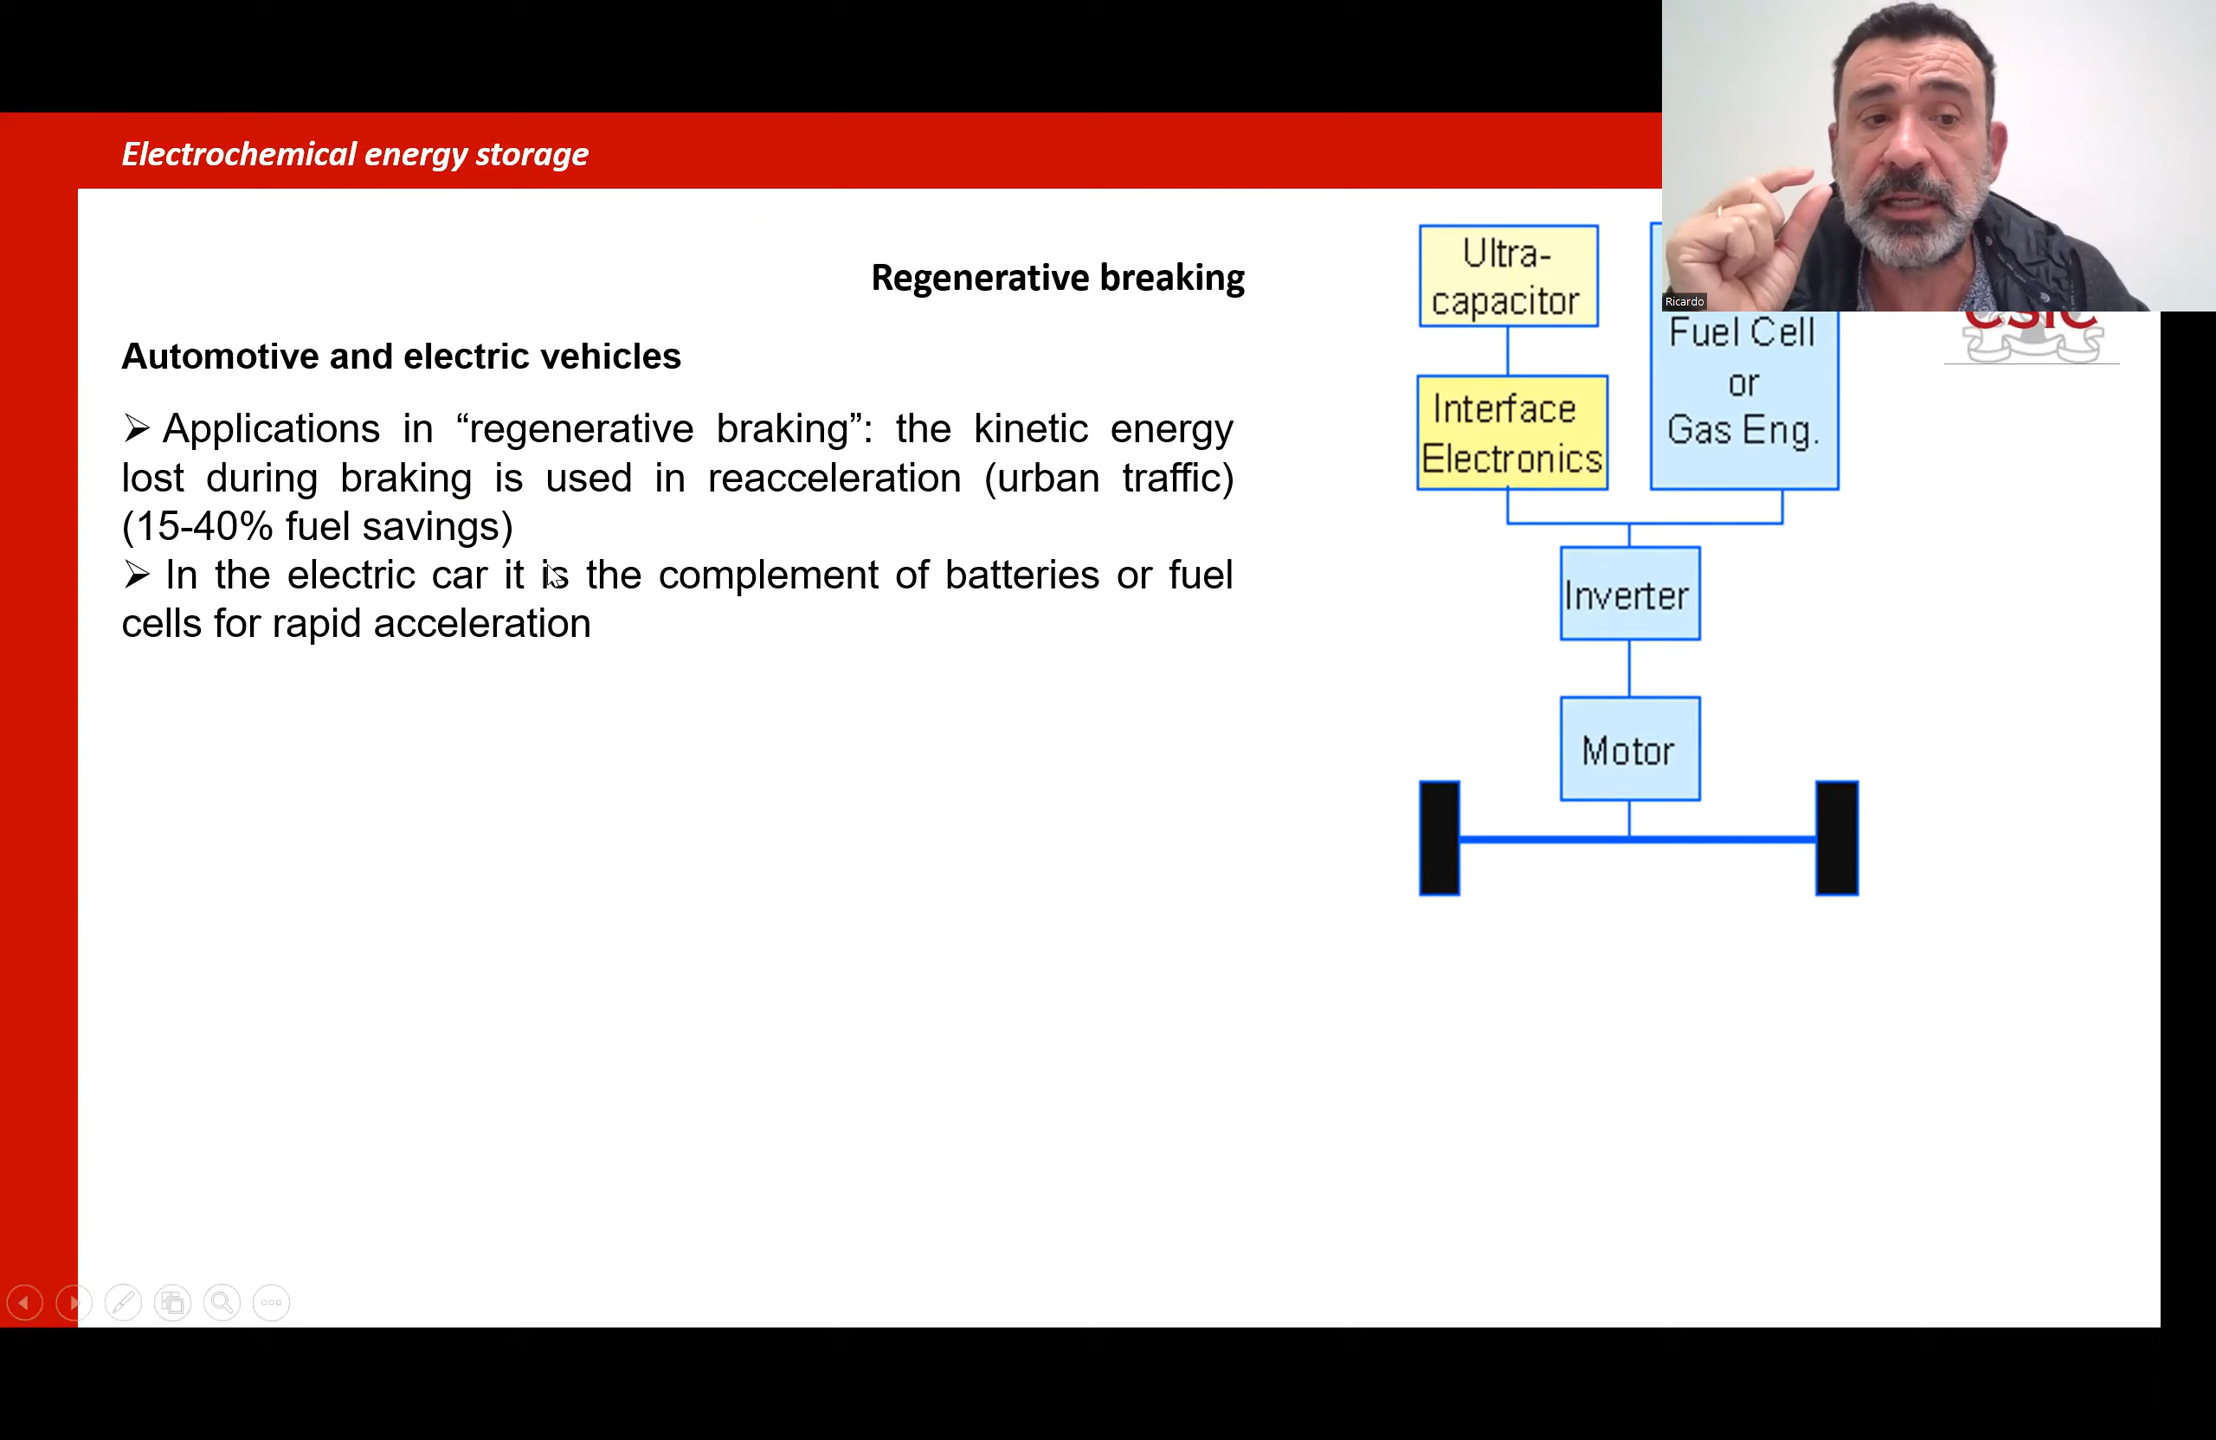 Electrochemical energy storage
Regenerative breaking
Automotive and electric vehicles
➢ Applications in “regenerative braking”: the kinetic energy
lost during braking is used in reacceleration (urban traffic)
(15-40% fuel savings)
➢ In the electric car it is the complement of batteries or fuel
cells for rapid acceleration
Ultra-
capacitor
Interface
Electronics
Fuel Cell
or
Gas Eng.
Inverter
Motor
Ricardo
CSIC